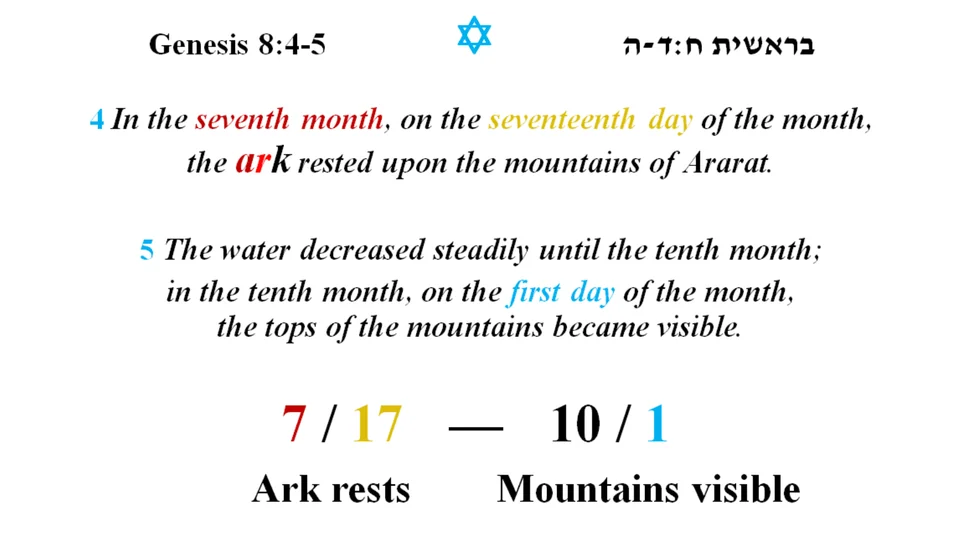 Genesis 8:4-5
בראשית ח:ד-ה
4 In the seventh month, on the seventeenth day of the month,
the ark rested upon the mountains of Ararat.
5 The water decreased steadily until the tenth month;
in the tenth month, on the first day of the month,
the tops of the mountains became visible.
7 / 17 — 10 / 1
Ark rests Mountains visible